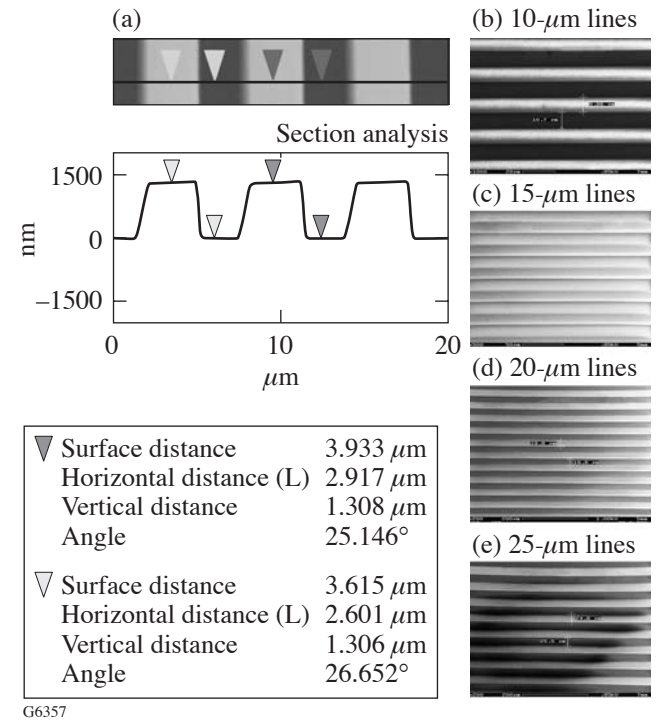 (a)
Section analysis
nm
1500
0
–1500
0 10 20
μm
Surface distance 3.933 μm
Horizontal distance (L) 2.917 μm
Vertical distance 1.308 μm
Angle 25.146°
Surface distance 3.615 μm
Horizontal distance (L) 2.601 μm
Vertical distance 1.306 μm
Angle 26.652°
G6357
(b) 10-μm lines
(c) 15-μm lines
(d) 20-μm lines
(e) 25-μm lines